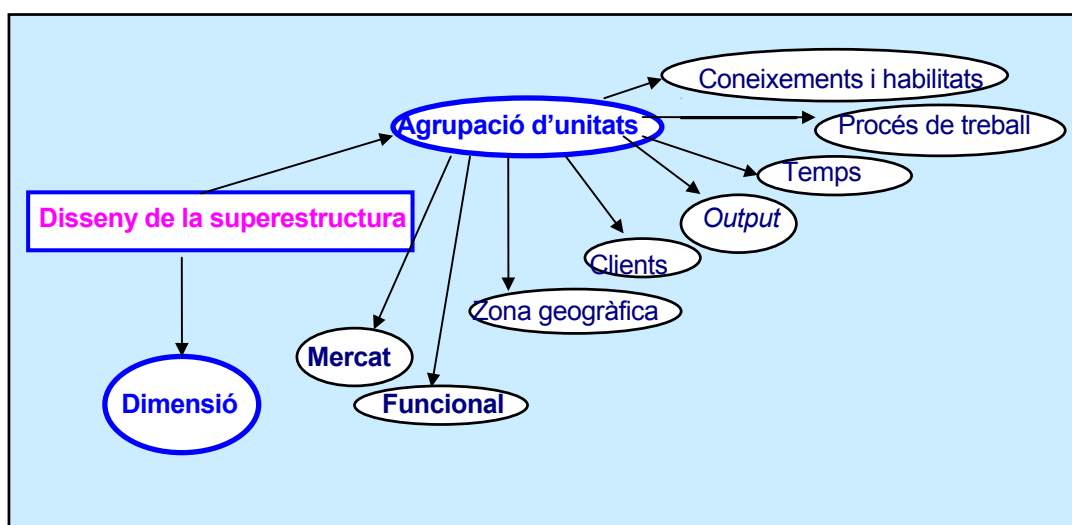 Coneixements i habilitats
Agrupació d'unitats
Procés de treball
Temps
Disseny de la superestructura
Output
Clients
Zona geogràfica
Mercat
Dimensió
Funcional